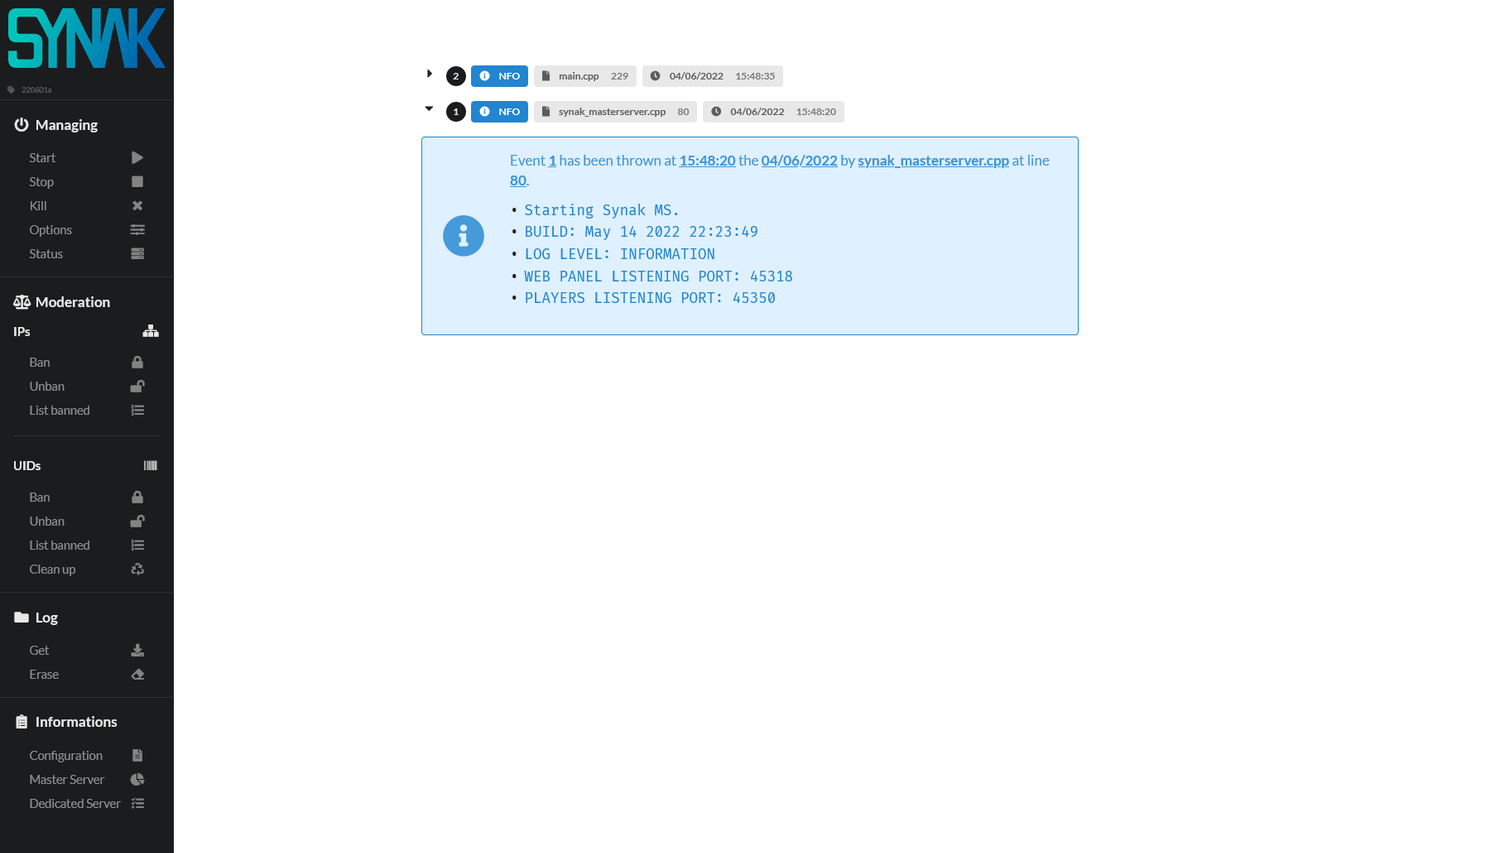 SYNAK
220601a
Managing
Start
Stop
Kill
Options
Status
Moderation
IPs
Ban
Unban
List banned
UIDs
Ban
Unban
List banned
Clean up
Log
Get
Erase
Informations
Configuration
Master Server
Dedicated Server
2 NFO main.cpp 229 04/06/2022 15:48:35
1 NFO synak_masterserver.cpp 80 04/06/2022 15:48:20
Event 1 has been thrown at 15:48:20 the 04/06/2022 by synak_masterserver.cpp at line
80.
• Starting Synak MS.
• BUILD: May 14 2022 22:23:49
• LOG LEVEL: INFORMATION
• WEB PANEL LISTENING PORT: 45318
• PLAYERS LISTENING PORT: 45350